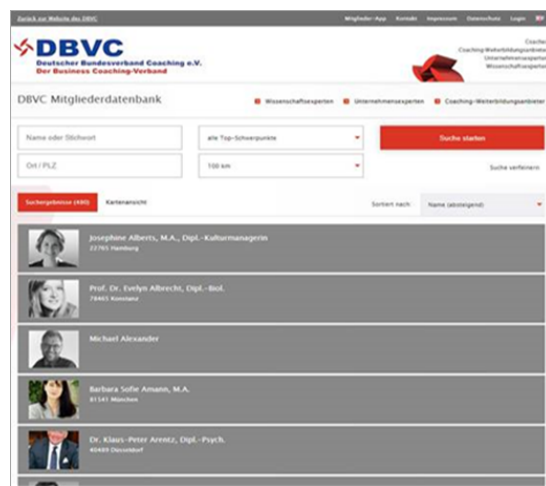 Zurück zur Website des DBVC
Mitglieder-App Kontakt Impressum Datenschutz Login
DBVC
Deutscher Bundesverband Coaching e.V.
Der Business Coaching-Verband
Coaches
Coaching-Weiterbildungsanbieter
Unternehmensexperten
Wissenschaftsexperten
DBVC Mitgliederdatenbank
Wissenschaftsexperten Unternehmensexperten Coaching-Weiterbildungsanbieter
Name oder Stichwort alle Top-Schwerpunkte Suche starten
Ort / PLZ 100 km Suche verfeinern
Suchergebnisse (480) Kartenansicht Sortiert nach: Name (absteigend)
Josephine Alberts, M.A., Dipl.-Kulturmanagerin
22765 Hamburg
Prof. Dr. Evelyn Albrecht, Dipl.-Biol.
78465 Konstanz
Michael Alexander
Barbara Sofie Amann, M.A.
81541 München
Dr. Klaus-Peter Arentz, Dipl.-Psych.
40489 Düsseldorf